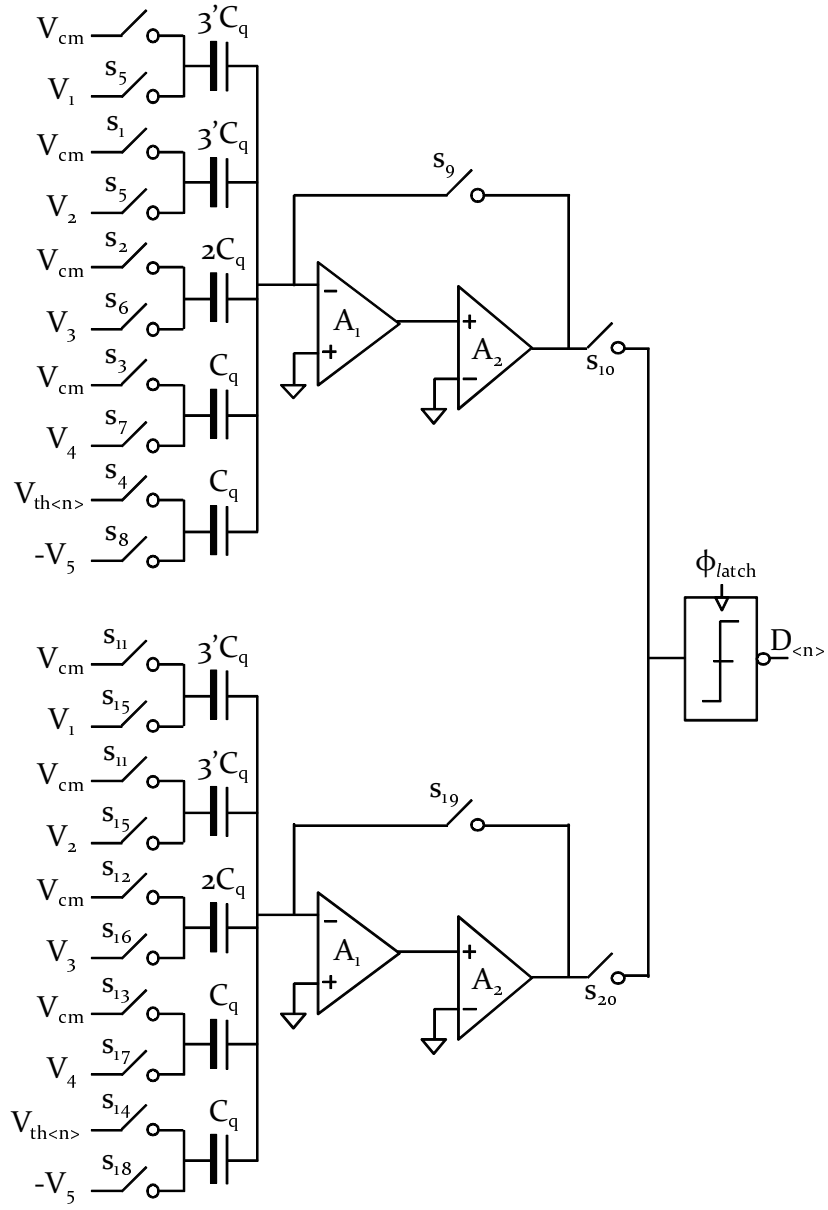 V_cm
3'C_q
s_5
V_1
s_1
V_cm
3'C_q
s_5
V_2
s_2
V_cm
2C_q
s_6
V_3
s_3
V_cm
C_q
s_7
V_4
s_4
V_th<n>
C_q
s_8
-V_5
s_9
−
A_1
+
+
A_2
−
s_10
ϕ_latch
D_<n>
s_11
V_cm
3'C_q
s_15
V_1
s_11
V_cm
3'C_q
s_15
V_2
s_12
V_cm
2C_q
s_16
V_3
s_13
V_cm
C_q
s_17
V_4
s_14
V_th<n>
C_q
s_18
-V_5
s_19
−
A_1
+
+
A_2
−
s_20